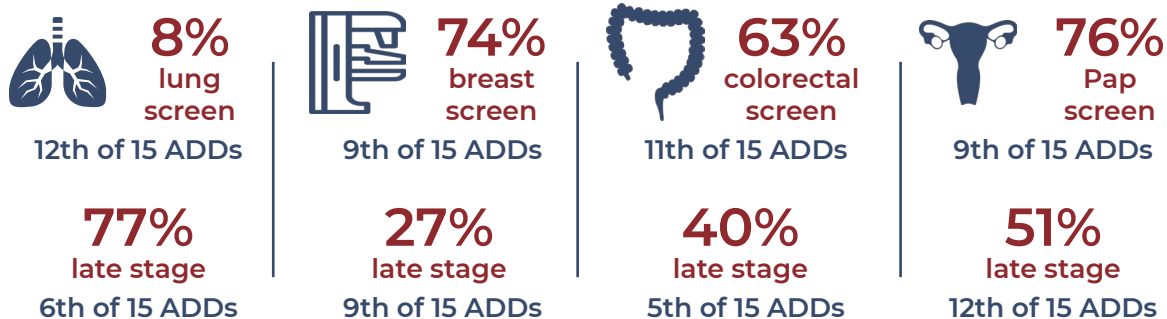 8%
lung
screen
12th of 15 ADDs
77%
late stage
6th of 15 ADDs
74%
breast
screen
9th of 15 ADDs
27%
late stage
9th of 15 ADDs
63%
colorectal
screen
11th of 15 ADDs
40%
late stage
5th of 15 ADDs
76%
Pap
screen
9th of 15 ADDs
51%
late stage
12th of 15 ADDs